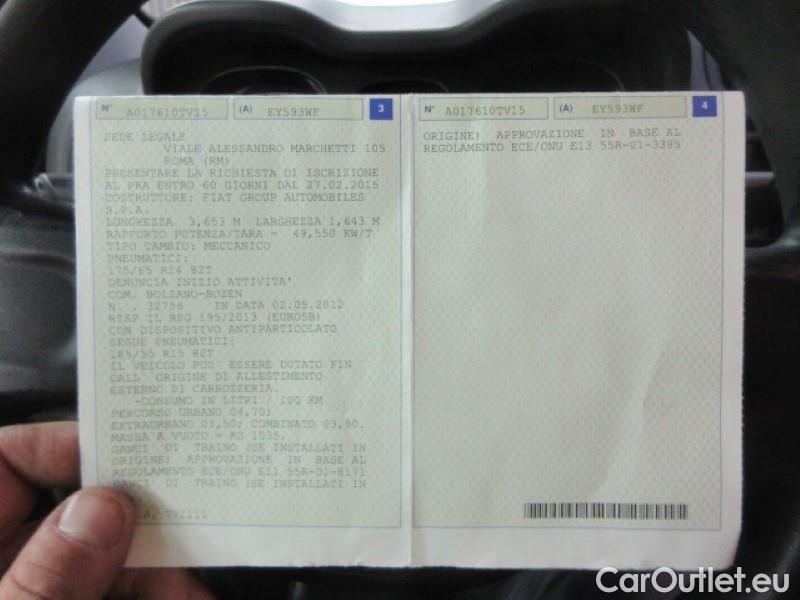 N° A017610TV15 (A) EY593WF 3
SEDE LEGALE
VIALE ALESSANDRO MARCHETTI 105
ROMA (RM)
PRESENTARE LA RICHIESTA DI ISCRIZIONE
AL PRA ENTRO 60 GIORNI DAL 27.02.2015
COSTRUTTORE: FIAT GROUP AUTOMOBILES
S.P.A.
LUNGHEZZA 3,653 M LARGHEZZA 1,643 M
RAPPORTO POTENZA/TARA = 49,550 KW/T
TIPO CAMBIO: MECCANICO
PNEUMATICI:
175/65 R14 82T
DENUNCIA INIZIO ATTIVITA'
COM. BOLZANO-BOZEN
N. . 32756 IN DATA 02.05.2012
RISP IL REG 195/2013 (EURO5B)
CON DISPOSITIVO ANTIPARTICOLATO
SEGUE PNEUMATICI:
185/55 R15 82T
IL VEICOLO PUO' ESSERE DOTATO FIN
DALL' ORIGINE DI ALLESTIMENTO
ESTERNO DI CARROZZERIA.
-CONSUMO IN LITRI / 100 KM
PERCORSO URBANO 04,70;
EXTRAURBANO 03,50; COMBINATO 03,90.
MASSA A VUOTO = KG 1035.
GANCI DI TRAINO (SE INSTALLATI IN
ORIGINE) APPROVAZIONE IN BASE AL
REGOLAMENTO ECE/ONU E11 55R-01-8171
GANCI DI TRAINO (SE INSTALLATI IN
N° A017610TV15 (A) EY593WF 4
ORIGINE) APPROVAZIONE IN BASE AL
REGOLAMENTO ECE/ONU E13 55R-01-3395
CarOutlet.eu